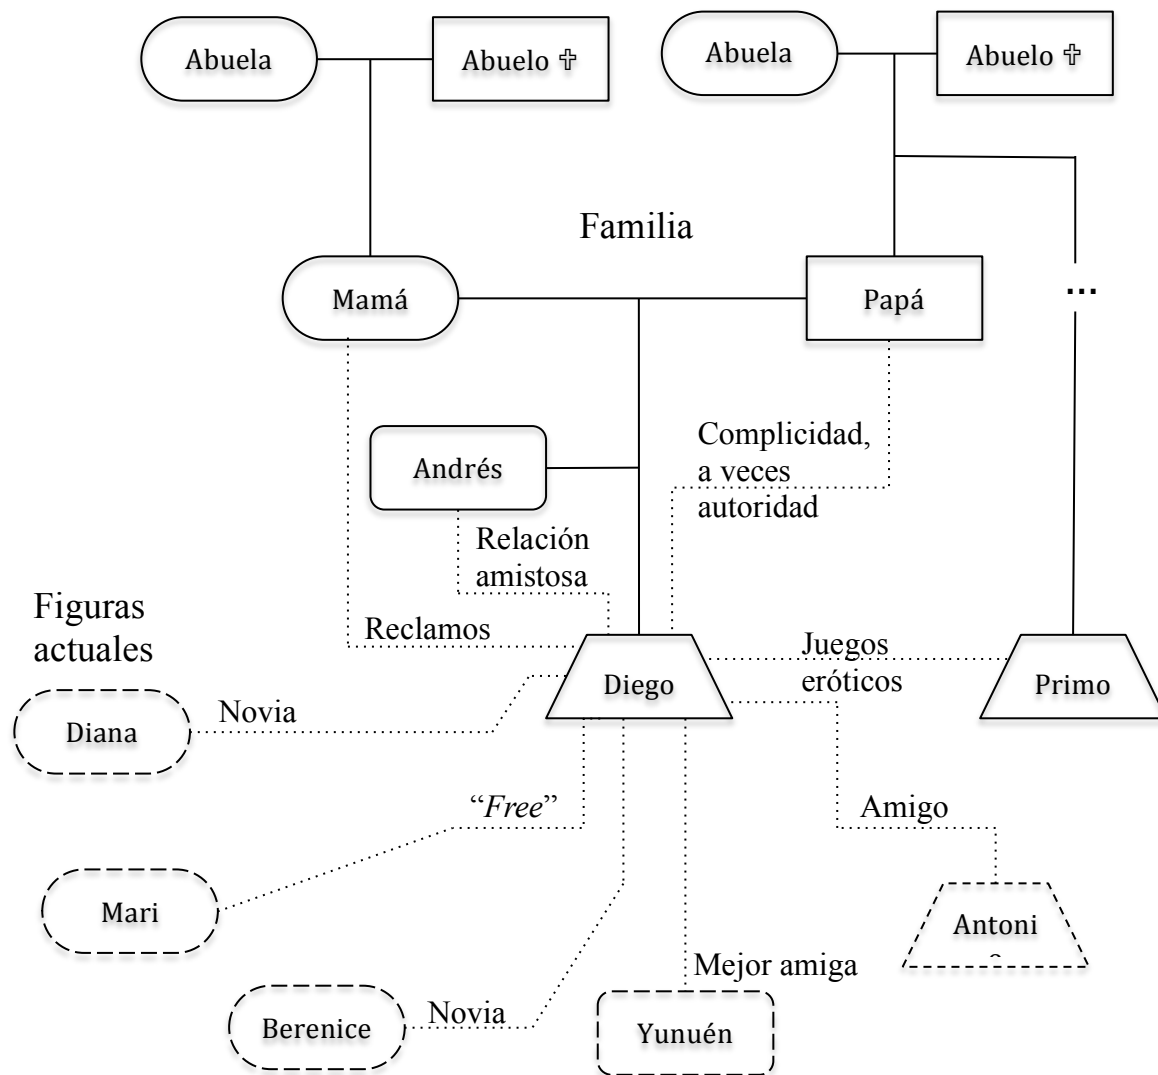 Abuela
Abuelo ✞
Abuela
Abuelo ✞
Familia
Mamá
Papá
...
Andrés
Complicidad,
a veces
autoridad
Relación
amistosa
Figuras
actuales
Reclamos
Diego
Juegos
eróticos
Primo
Novia
Diana
“Free”
Amigo
Mari
Antoni
Mejor amiga
Novia
Berenice
Yunuén